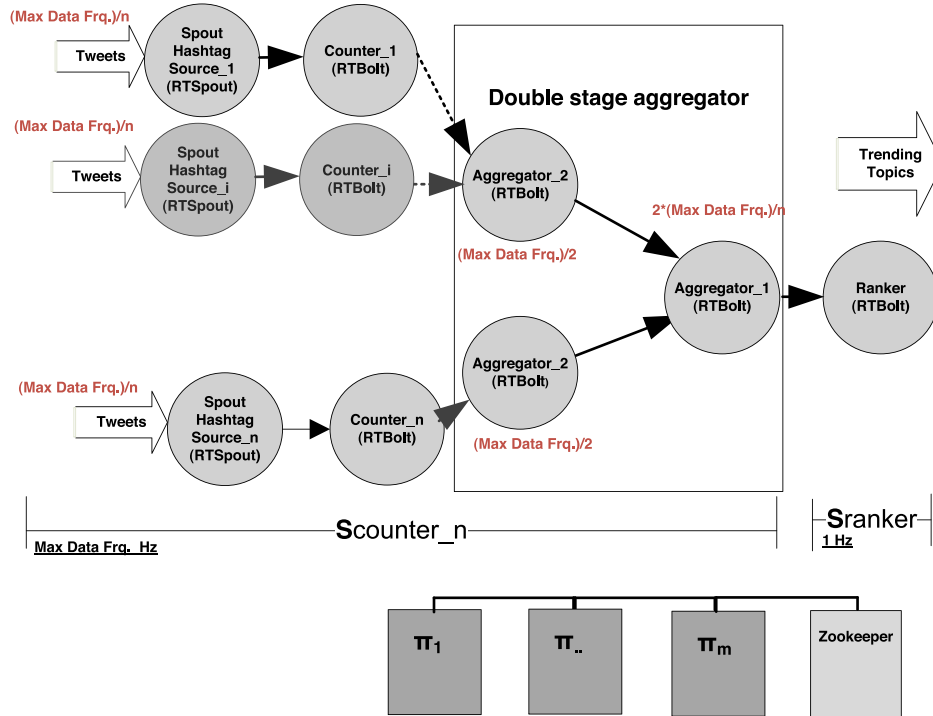 (Max Data Frq.)/n
Tweets
Spout
Hashtag
Source_1
(RTSpout)
Counter_1
(RTBolt)
(Max Data Frq.)/n
Tweets
Spout
Hashtag
Source_i
(RTSpout)
Counter_i
(RTBolt)
Double stage aggregator
Aggregator_2
(RTBolt)
(Max Data Frq.)/2
2*(Max Data Frq.)/n
Trending
Topics
Aggregator_1
(RTBolt)
Ranker
(RTBolt)
(Max Data Frq.)/n
Tweets
Spout
Hashtag
Source_n
(RTSpout)
Counter_n
(RTBolt)
Aggregator_2
(RTBolt)
(Max Data Frq.)/2
Scounter_n
Max Data Frq. Hz
Sranker
1 Hz
π1
π..
πm
Zookeeper